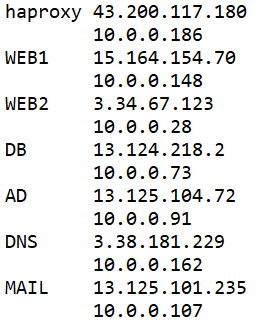 haproxy 43.200.117.180
10.0.0.186
WEB1 15.164.154.70
10.0.0.148
WEB2 3.34.67.123
10.0.0.28
DB 13.124.218.2
10.0.0.73
AD 13.125.104.72
10.0.0.91
DNS 3.38.181.229
10.0.0.162
MAIL 13.125.101.235
10.0.0.107